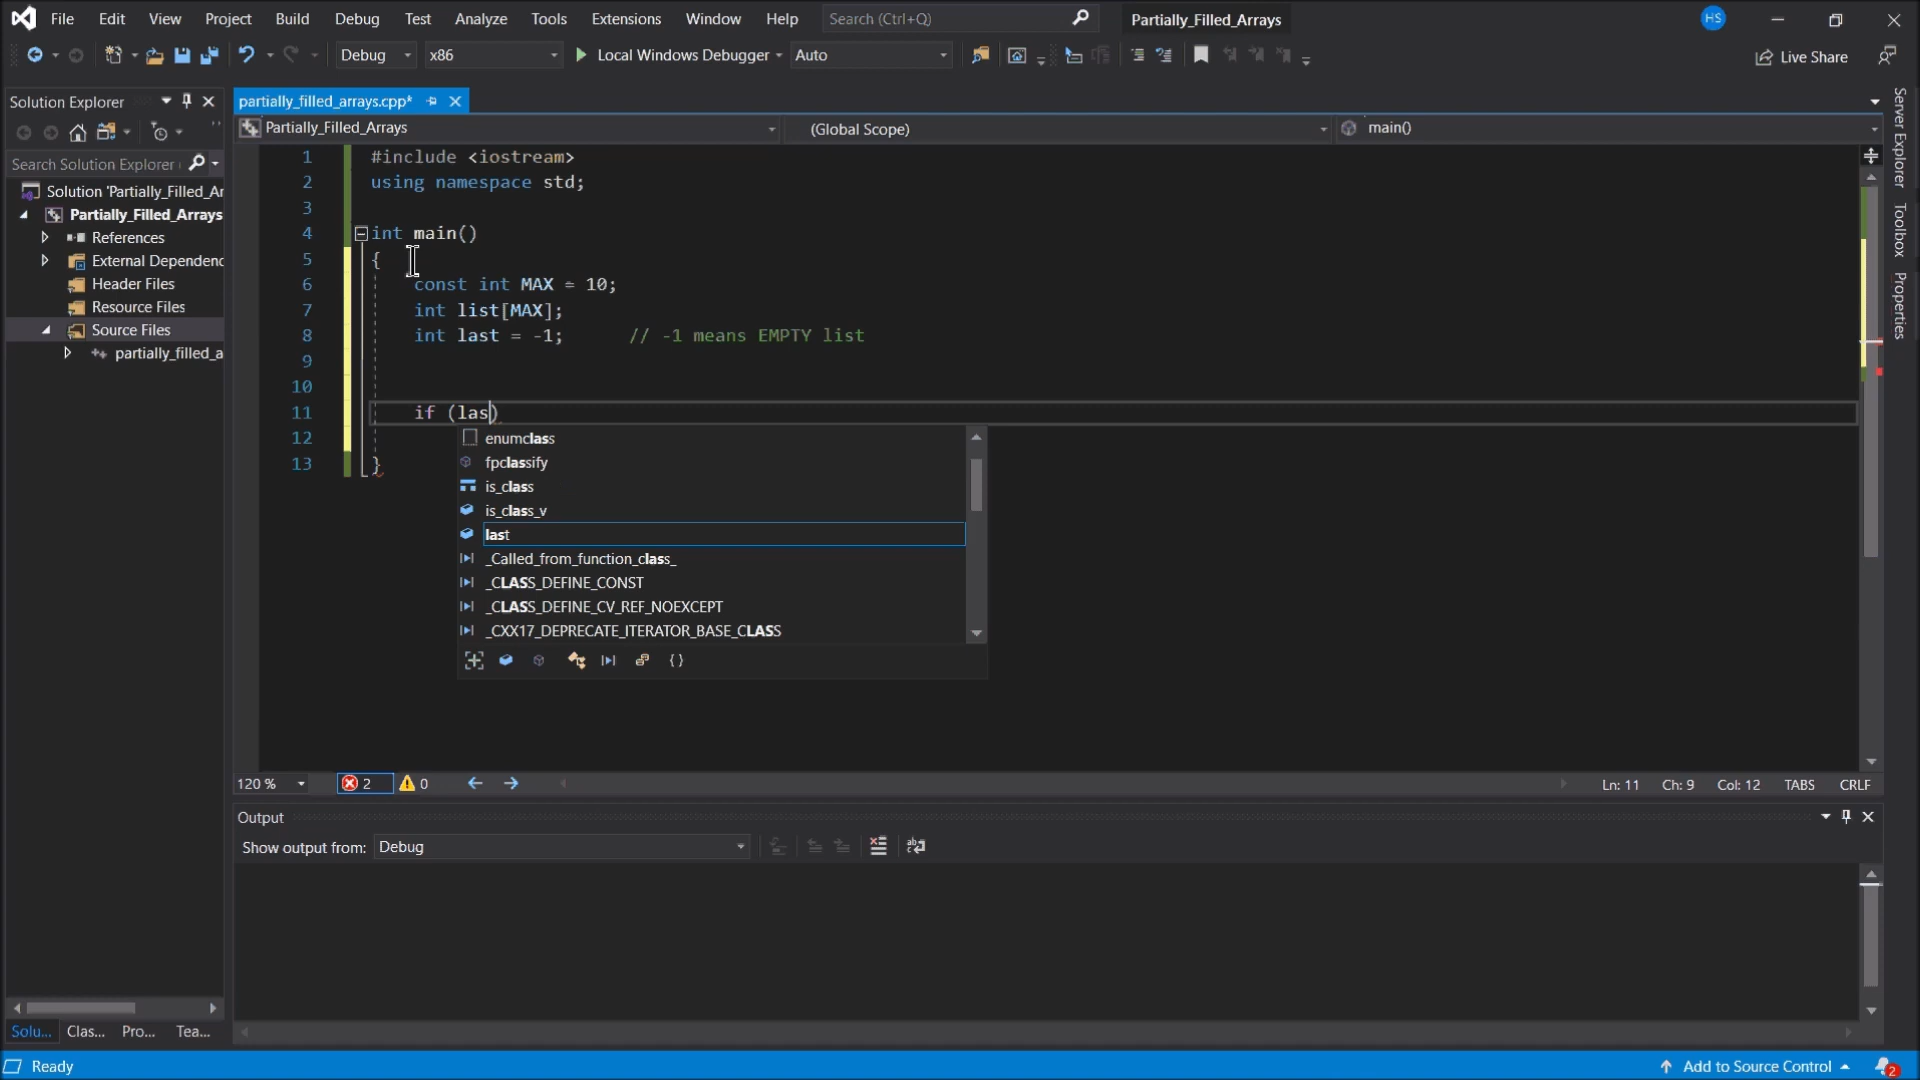 File Edit View Project Build Debug Test Analyze Tools Extensions Window Help Search (Ctrl+Q) Partially_Filled_Arrays HS
Debug x86 Local Windows Debugger Auto Live Share
Solution Explorer
partially_filled_arrays.cpp*
Partially_Filled_Arrays (Global Scope) main()
Search Solution Explorer
Solution 'Partially_Filled_Ar
Partially_Filled_Arrays
References
External Dependenc
Header Files
Resource Files
Source Files
partially_filled_a
1 #include <iostream>
2 using namespace std;
3
4 int main()
5 {
6 const int MAX = 10;
7 int list[MAX];
8 int last = -1; // -1 means EMPTY list
9
10
11 if (las)
12
13 }
enumclass
fpclassify
is_class
is_class_v
last
_Called_from_function_class_
_CLASS_DEFINE_CONST
_CLASS_DEFINE_CV_REF_NOEXCEPT
_CXX17_DEPRECATE_ITERATOR_BASE_CLASS
Server Explorer
Toolbox
Properties
120 % 2 0 Ln: 11 Ch: 9 Col: 12 TABS CRLF
Output
Show output from: Debug
Solu... Clas... Pro... Tea...
Ready Add to Source Control 2